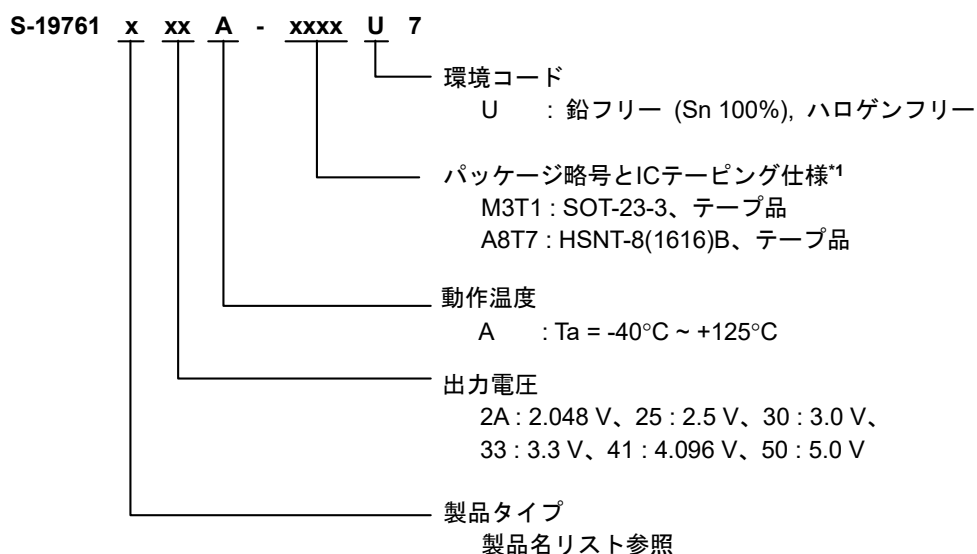 S-19761 x xx A - xxxx U 7
環境コード
U : 鉛フリー (Sn 100%), ハロゲンフリー
パッケージ略号とICテーピング仕様*1
M3T1 : SOT-23-3、テープ品
A8T7 : HSNT-8(1616)B、テープ品
動作温度
A : Ta = -40°C ~ +125°C
出力電圧
2A : 2.048 V、25 : 2.5 V、30 : 3.0 V、
33 : 3.3 V、41 : 4.096 V、50 : 5.0 V
製品タイプ
製品名リスト参照